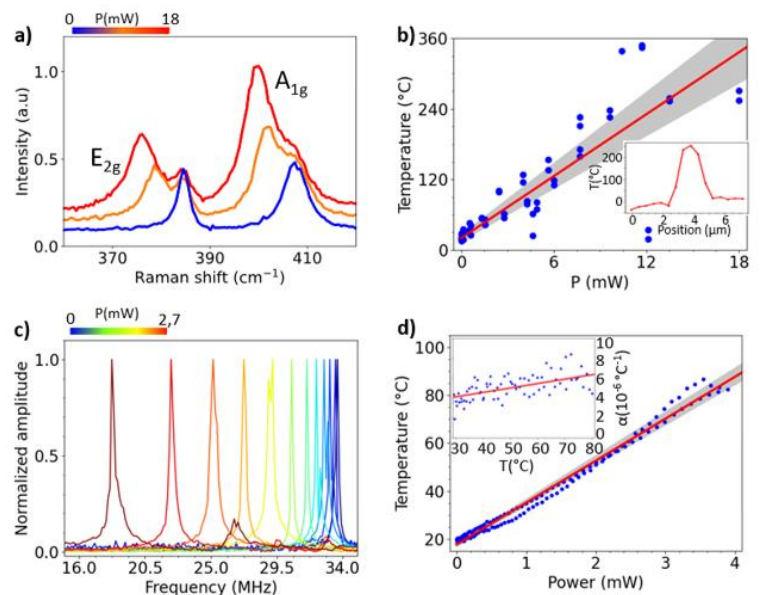 P(mW)
0 18
a)
A1g
E2g
Intensity (a.u)
1.0
0.5
0.0
370 390 410
Raman shift (cm⁻¹)
b)
Temperature (°C)
360
240
120
0
0 6 12 18
P (mW)
T(°C)
200
100
0
0 5
Position (μm)
P(mW)
0 2,7
c)
Normalized amplitude
1.0
0.5
0.0
16.0 20.5 25.0 29.5 34.0
Frequency (MHz)
d)
Temperature (°C)
100
80
60
40
20
0 1 2 3 4
Power (mW)
10
8
6
4
2
0
α(10⁻⁶ °C⁻¹)
30 40 50 60 70 80
T(°C)